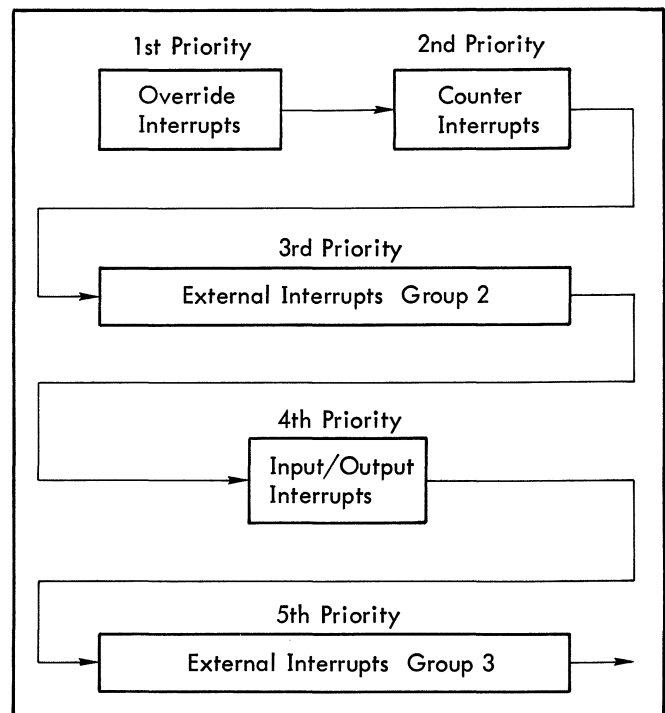 1st Priority
2nd Priority
Override
Interrupts
Counter
Interrupts
3rd Priority
External Interrupts Group 2
4th Priority
Input/Output
Interrupts
5th Priority
External Interrupts Group 3